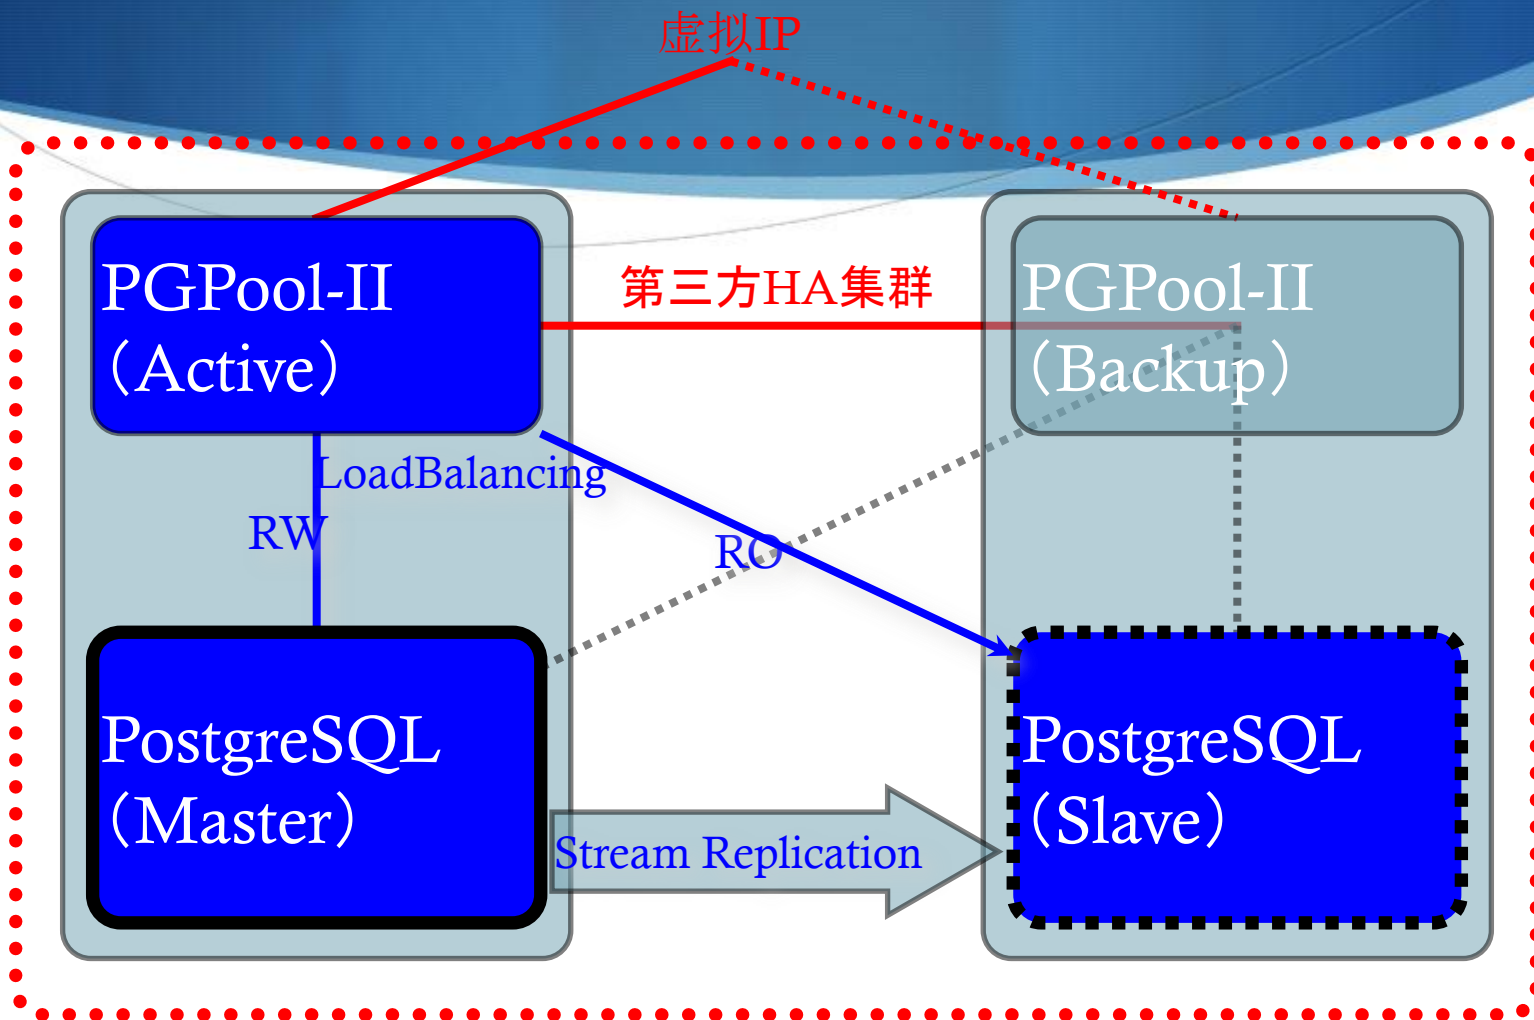 虚拟IP
PGPool-II
（Active）
第三方HA集群
PGPool-II
（Backup）
LoadBalancing
RW
RO
PostgreSQL
（Master）
Stream Replication
PostgreSQL
（Slave）